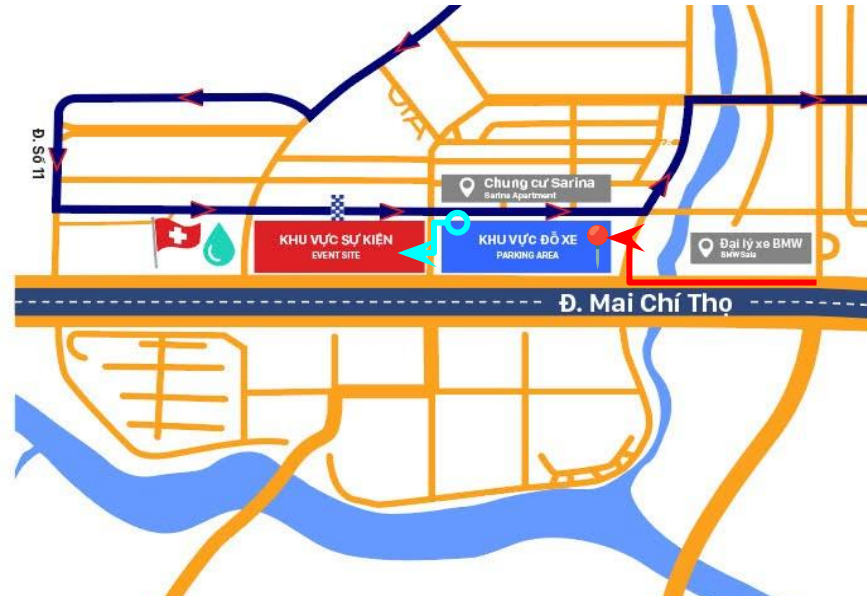 Đ. Số 11
Chung cư Sarina
Sarina Apartment
KHU VỰC SỰ KIỆN
EVENT SITE
KHU VỰC ĐỖ XE
PARKING AREA
Đại lý xe BMW
BMW Sala
Đ. Mai Chí Thọ